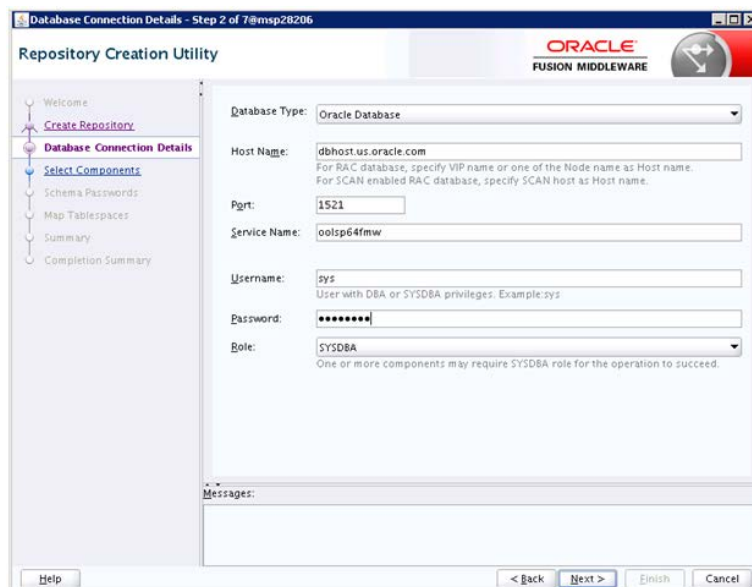 Database Connection Details - Step 2 of 7@msp28206
Repository Creation Utility
ORACLE
FUSION MIDDLEWARE
Welcome
Create Repository
Database Connection Details
Select Components
Schema Passwords
Map Tablespaces
Summary
Completion Summary
Database Type: Oracle Database
Host Name: dbhost.us.oracle.com
For RAC database, specify VIP name or one of the Node name as Host name.
For SCAN enabled RAC database, specify SCAN host as Host name.
Port: 1521
Service Name: oolsp64fmw
Username: sys
User with DBA or SYSDBA privileges. Example:sys
Password: ••••••••
Role: SYSDBA
One or more components may require SYSDBA role for the operation to succeed.
Messages:
Help
< Back
Next >
Finish
Cancel